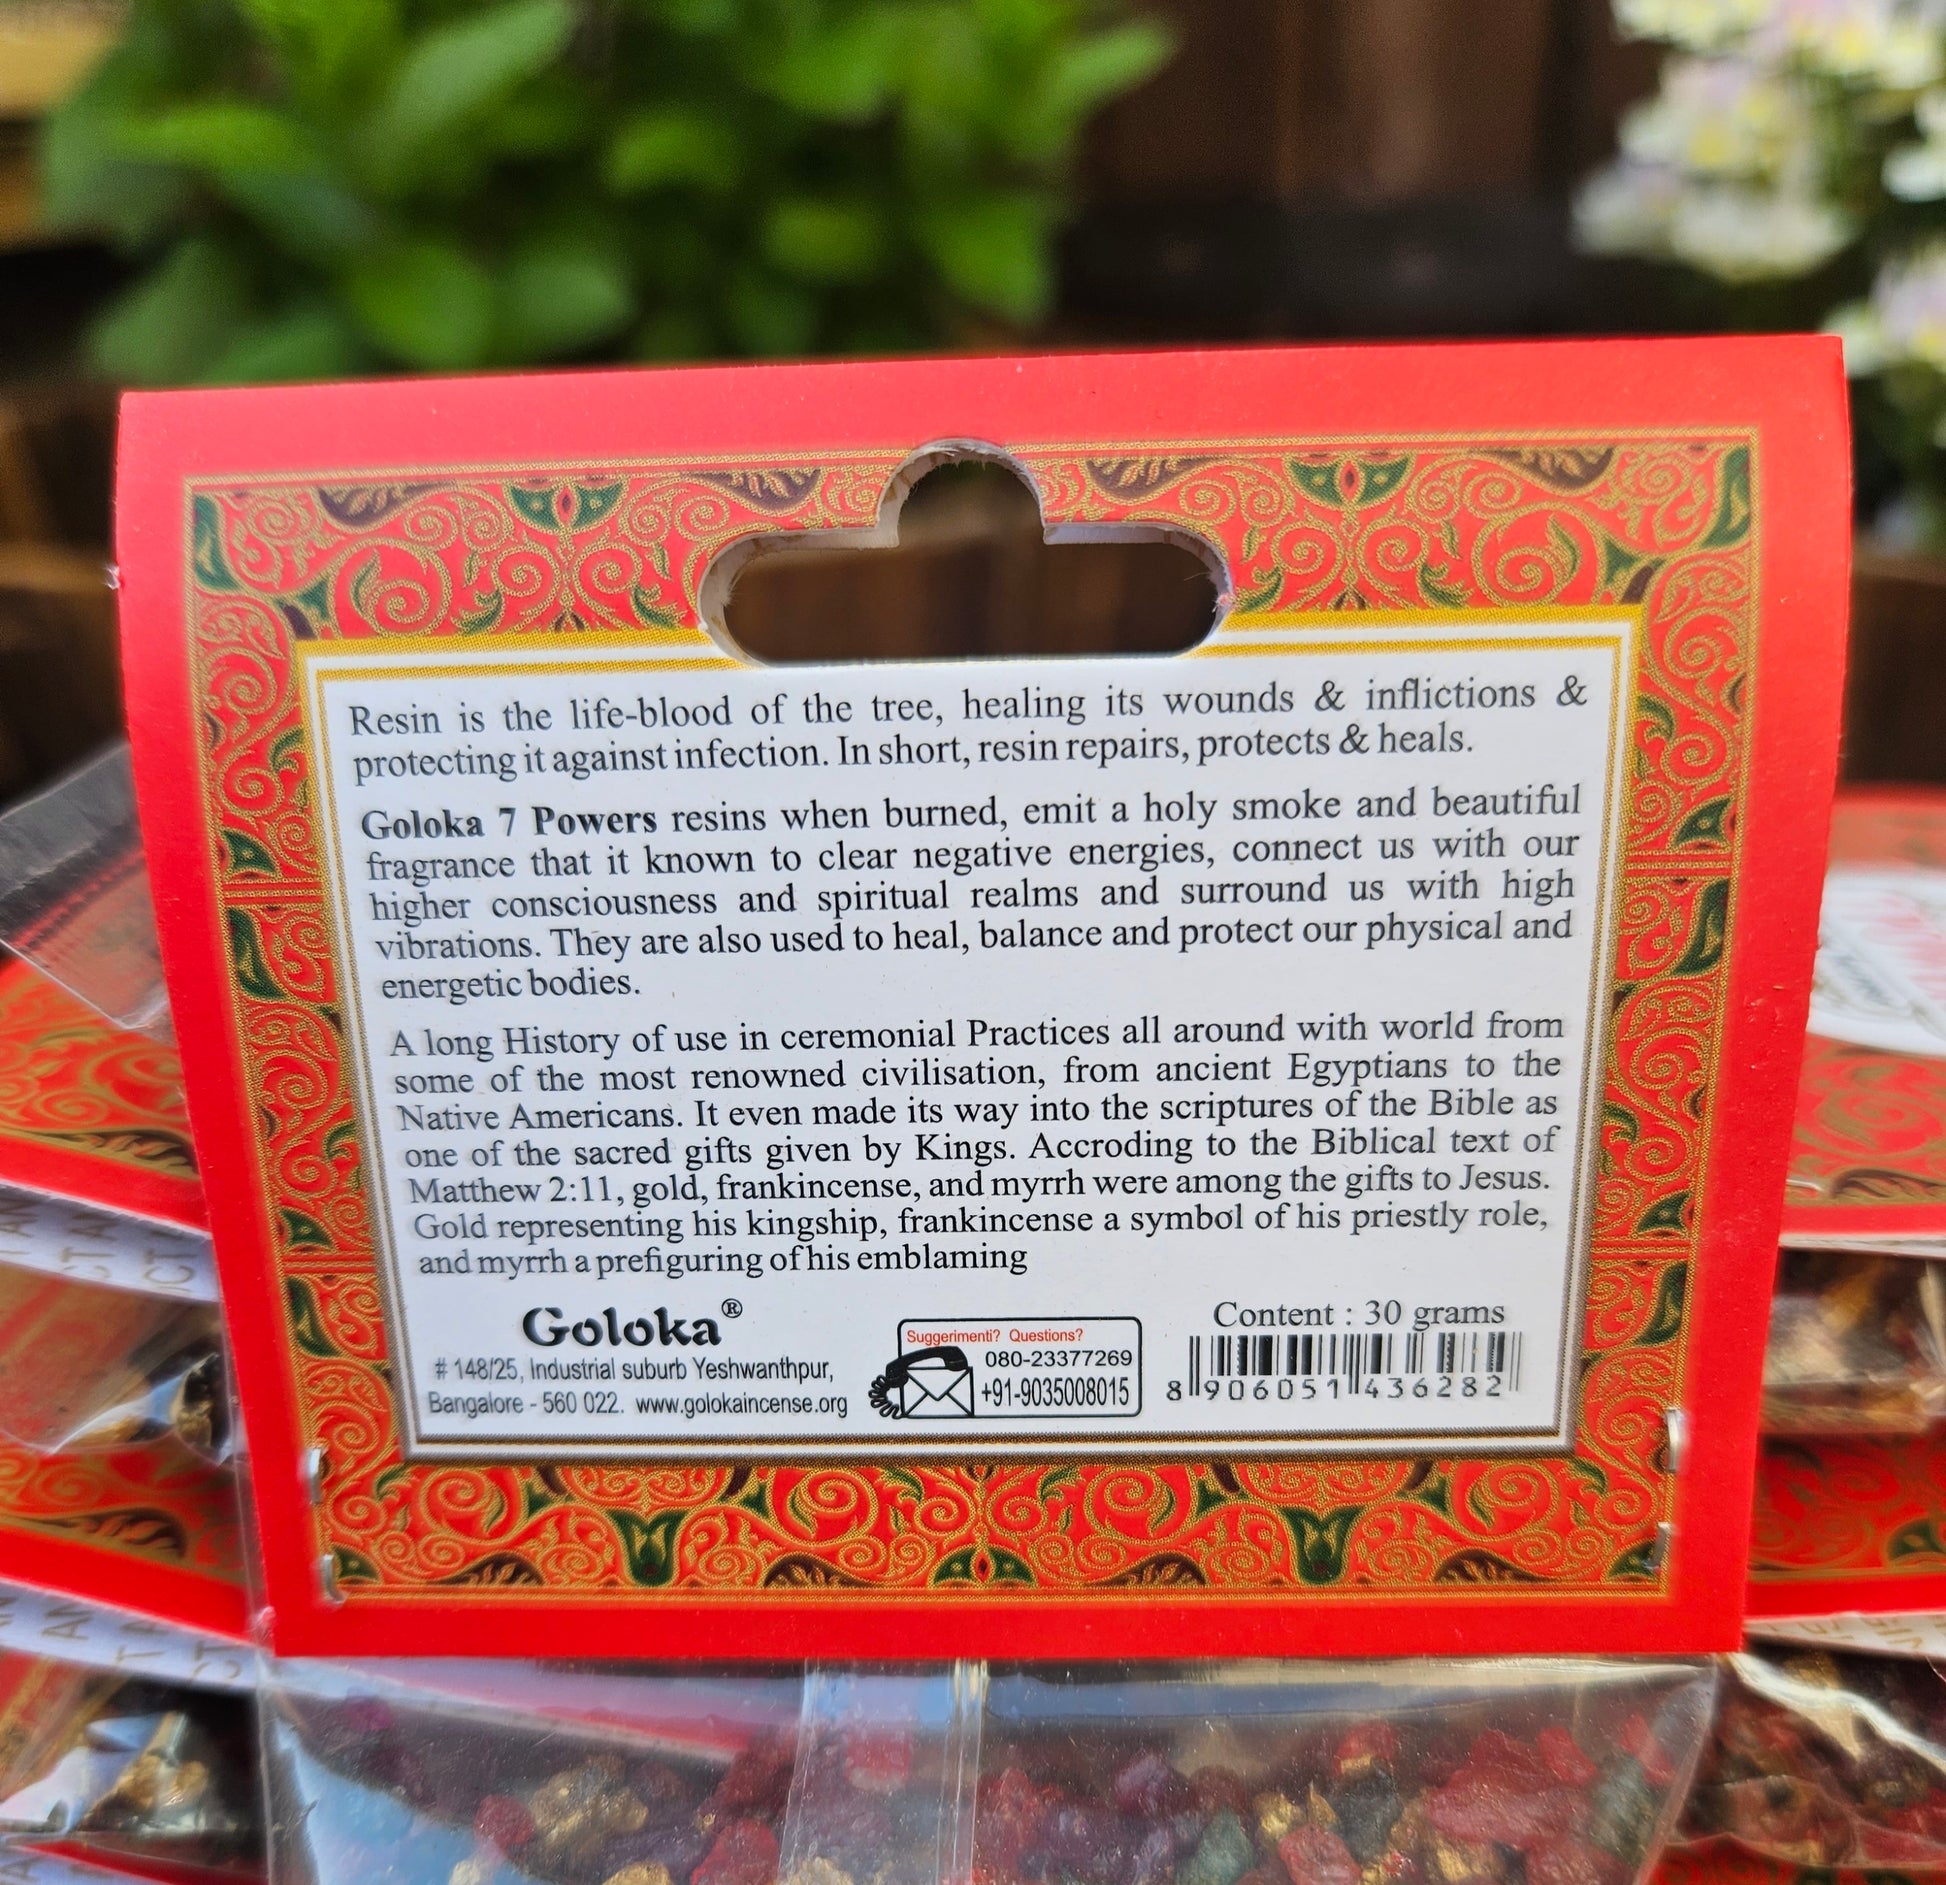 Resin is the life-blood of the tree, healing its wounds & inflictions &
protecting it against infection. In short, resin repairs, protects & heals.
Goloka 7 Powers resins when burned, emit a holy smoke and beautiful
fragrance that it known to clear negative energies, connect us with our
higher consciousness and spiritual realms and surround us with high
vibrations. They are also used to heal, balance and protect our physical and
energetic bodies.
A long History of use in ceremonial Practices all around with world from
some of the most renowned civilisation, from ancient Egyptians to the
Native Americans. It even made its way into the scriptures of the Bible as
one of the sacred gifts given by Kings. Accroding to the Biblical text of
Matthew 2:11, gold, frankincense, and myrrh were among the gifts to Jesus.
Gold representing his kingship, frankincense a symbol of his priestly role,
and myrrh a prefiguring of his emblaming
Goloka®
# 148/25, Industrial suburb Yeshwanthpur,
Bangalore - 560 022. www.golokaincense.org
Suggerimenti? Questions?
080-23377269
+91-9035008015
Content : 30 grams
8 906051 436282